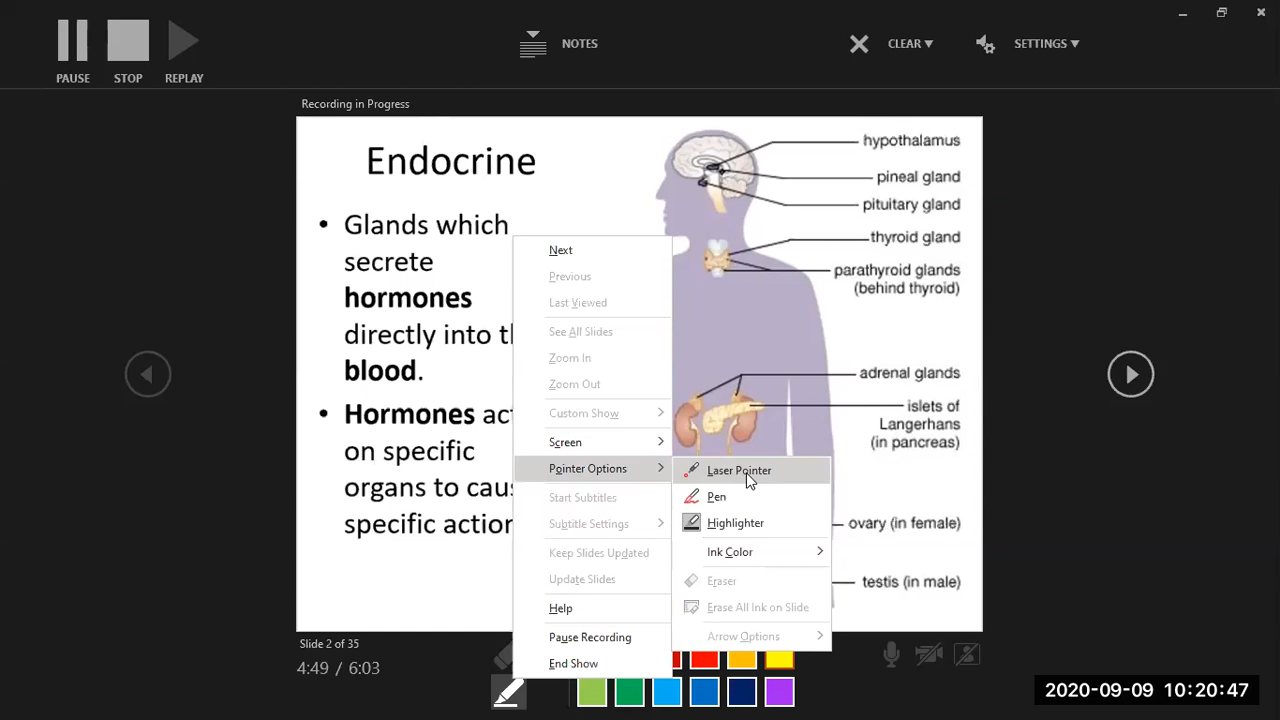 PAUSE
STOP
REPLAY
NOTES
CLEAR
SETTINGS
Recording in Progress
Endocrine
• Glands which
secrete
hormones
directly into
blood.
• Hormones
on specific
organs to
specific
hypothalamus
pineal gland
pituitary gland
thyroid gland
parathyroid glands
(behind thyroid)
adrenal glands
islets of
Langerhans
(in pancreas)
ovary (in female)
testis (in male)
Next
Previous
Last Viewed
See All Slides
Zoom In
Zoom Out
Custom Show
Screen
Pointer Options
Start Subtitles
Subtitle Settings
Keep Slides Updated
Update Slides
Help
Pause Recording
End Show
Laser Pointer
Pen
Highlighter
Ink Color
Eraser
Erase All Ink on Slide
Arrow Options
Slide 2 of 35
4:49 / 6:03
2020-09-09 10:20:47